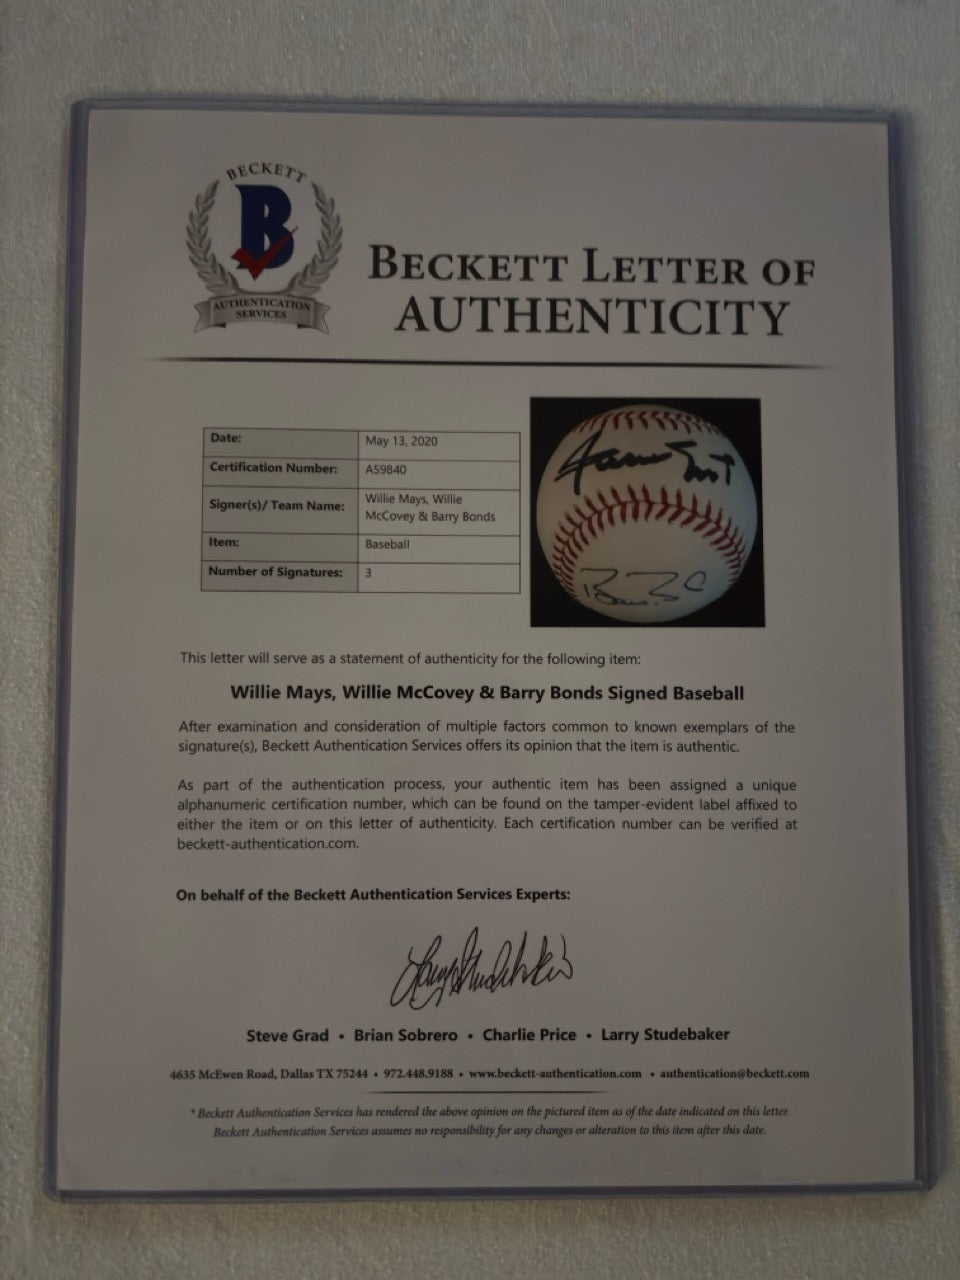 BECKETT
B
AUTHENTICATION
SERVICES
BECKETT LETTER OF
AUTHENTICITY
Date: May 13, 2020
Certification Number: A59840
Signer(s)/ Team Name: Willie Mays, Willie
McCovey & Barry Bonds
Item: Baseball
Number of Signatures: 3
This letter will serve as a statement of authenticity for the following item:
Willie Mays, Willie McCovey & Barry Bonds Signed Baseball
After examination and consideration of multiple factors common to known exemplars of the
signature(s), Beckett Authentication Services offers its opinion that the item is authentic.
As part of the authentication process, your authentic item has been assigned a unique
alphanumeric certification number, which can be found on the tamper-evident label affixed to
either the item or on this letter of authenticity. Each certification number can be verified at
beckett-authentication.com.
On behalf of the Beckett Authentication Services Experts:
Larry Studebaker
Steve Grad • Brian Sobrero • Charlie Price • Larry Studebaker
4635 McEwen Road, Dallas TX 75244 • 972.448.9188 • www.beckett-authentication.com • authentication@beckett.com
* Beckett Authentication Services has rendered the above opinion on the pictured item as of the date indicated on this letter.
Beckett Authentication Services assumes no responsibility for any changes or alteration to this item after this date.